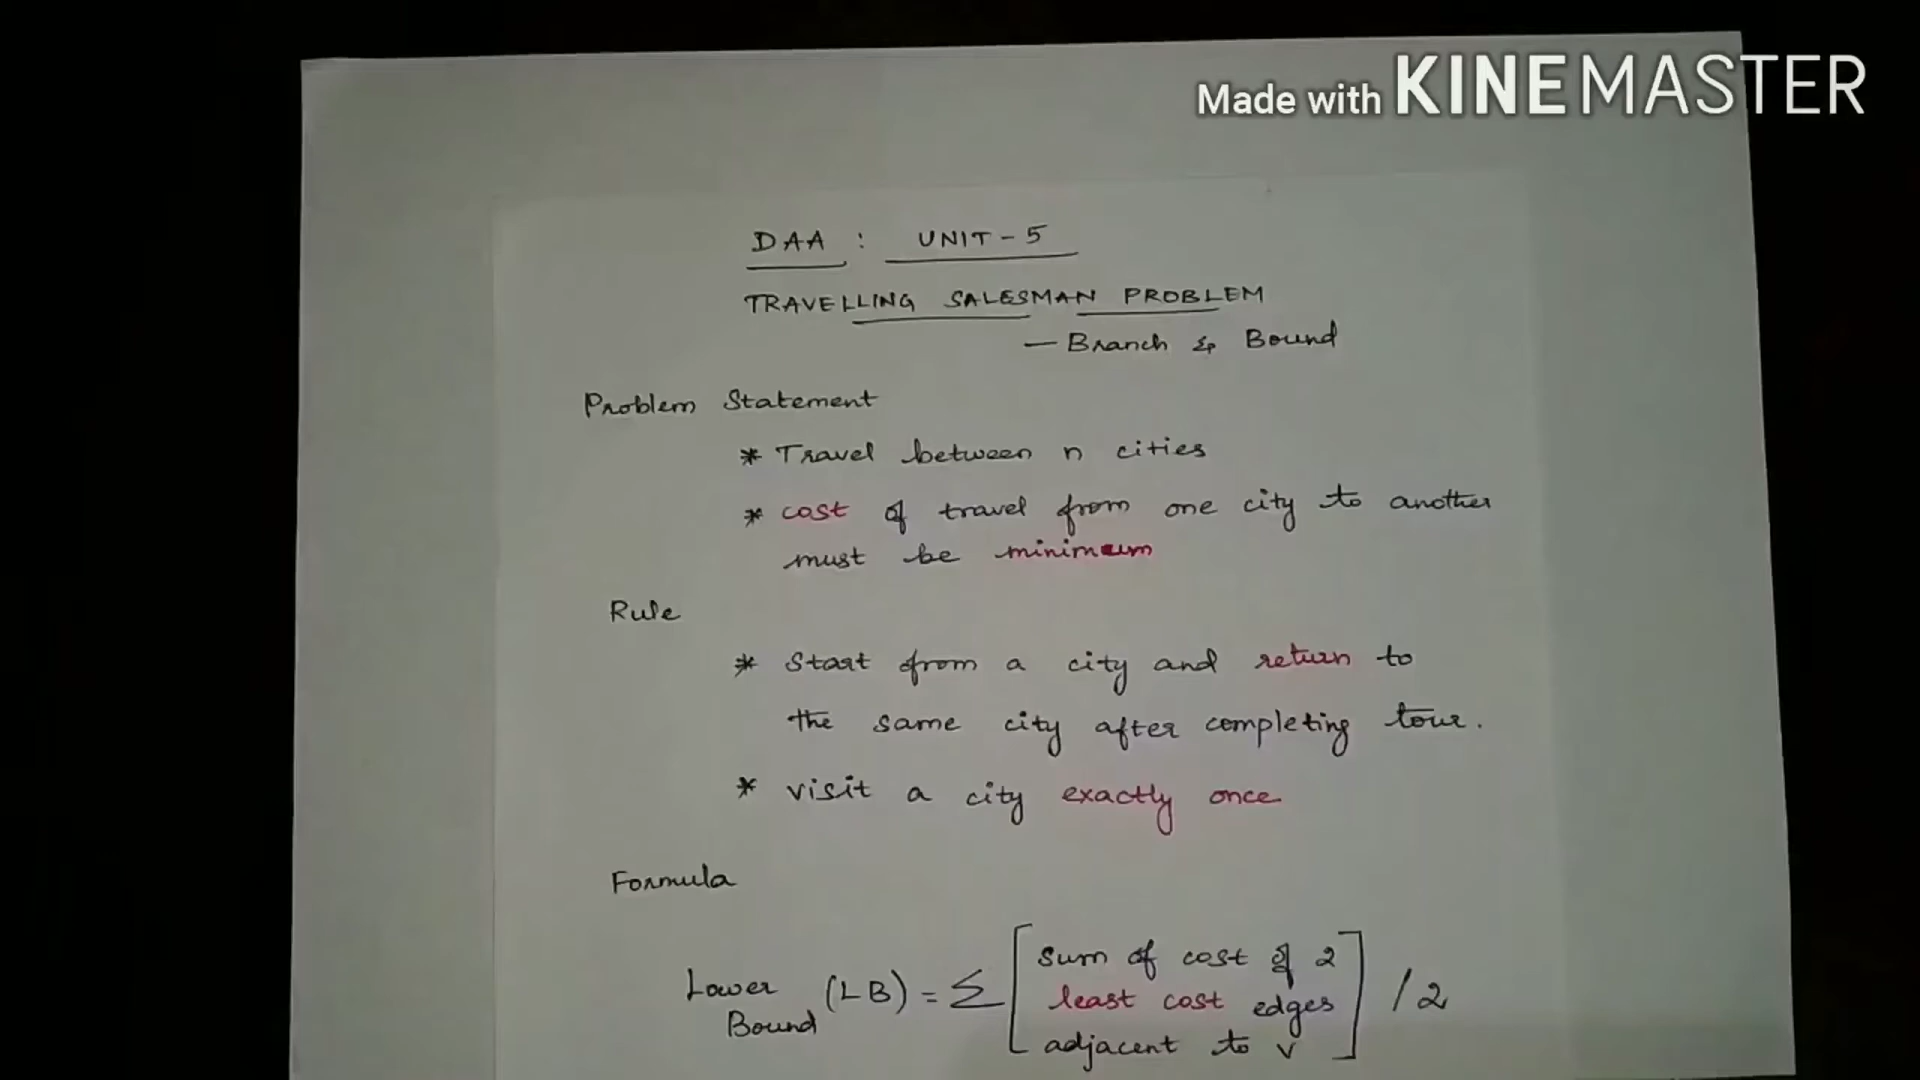 Made with KINEMASTER
DAA : UNIT - 5
TRAVELLING SALESMAN PROBLEM
— Branch & Bound
Problem Statement
* Travel between n cities
* cost of travel from one city to another
must be minimum
Rule
* Start from a city and return to
the same city after completing tour.
* visit a city exactly once
Formula
Lower Bound (LB) = Σ [ sum of cost of 2
least cost edges
adjacent to v ] / 2